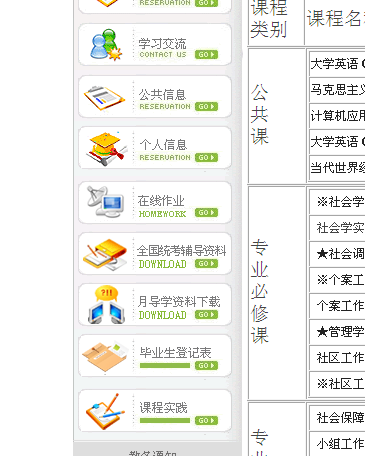 RESERVATION GO
学习交流
CONTACT US GO
公共信息
RESERVATION GO
个人信息
RESERVATION GO
在线作业
HOMEWORK GO
全国统考辅导资料
DOWNLOAD GO
?!!
月导学资料下载
DOWNLOAD GO
毕业生登记表
GO
课程实践
GO
课程
类别
课程名
公
共
课
大学英语
马克思主
计算机应
大学英语
当代世界经
专
业
必
修
课
※社会学
社会学实
★社会调
※个案工
个案工作
★管理学
社区工作
※社区工
专
业
社会保障
小组工作